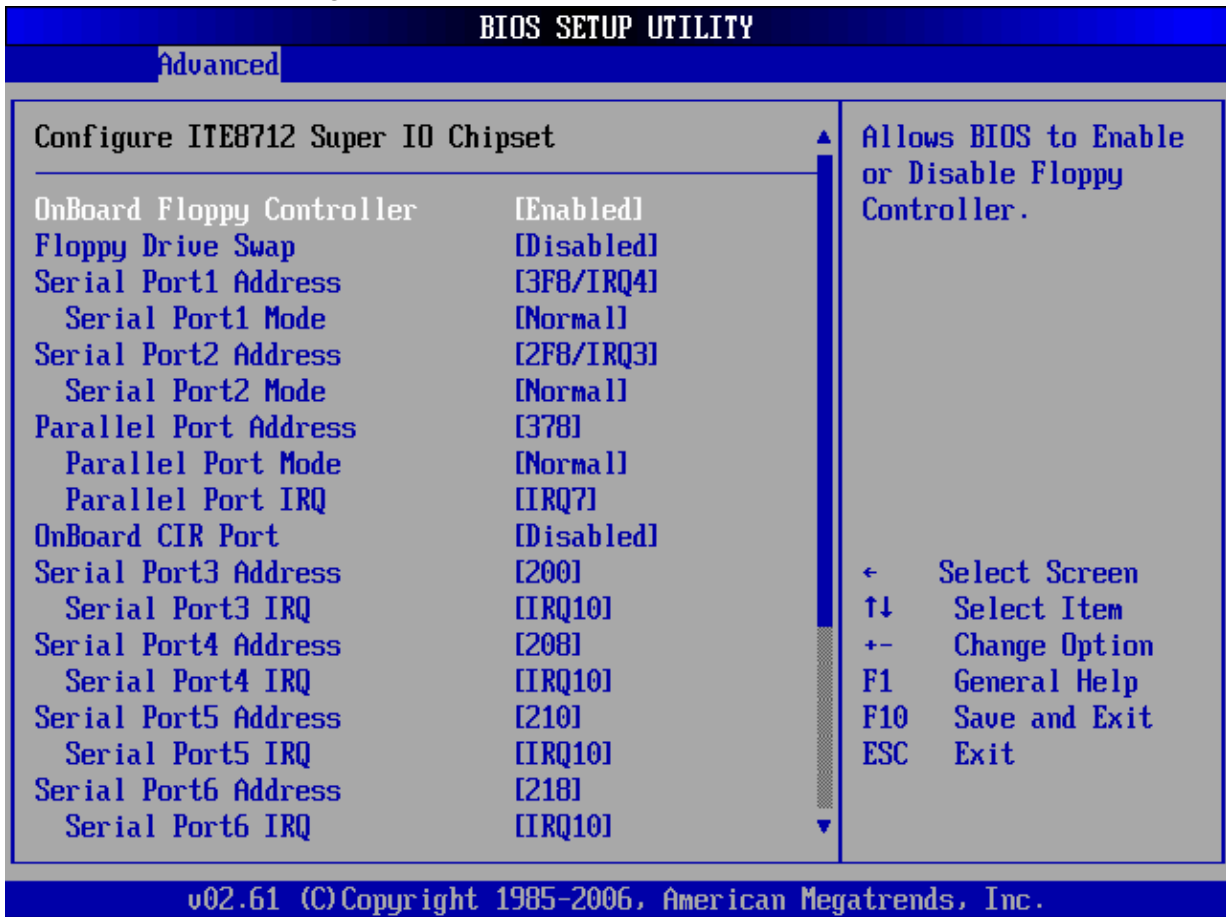 BIOS SETUP UTILITY
Advanced
Configure ITE8712 Super IO Chipset
OnBoard Floppy Controller [Enabled]
Floppy Drive Swap [Disabled]
Serial Port1 Address [3F8/IRQ4]
Serial Port1 Mode [Normal]
Serial Port2 Address [2F8/IRQ3]
Serial Port2 Mode [Normal]
Parallel Port Address [378]
Parallel Port Mode [Normal]
Parallel Port IRQ [IRQ7]
OnBoard CIR Port [Disabled]
Serial Port3 Address [200]
Serial Port3 IRQ [IRQ10]
Serial Port4 Address [208]
Serial Port4 IRQ [IRQ10]
Serial Port5 Address [210]
Serial Port5 IRQ [IRQ10]
Serial Port6 Address [218]
Serial Port6 IRQ [IRQ10]
Allows BIOS to Enable
or Disable Floppy
Controller.
← Select Screen
↑↓ Select Item
+- Change Option
F1 General Help
F10 Save and Exit
ESC Exit
v02.61 (C)Copyright 1985-2006, American Megatrends, Inc.